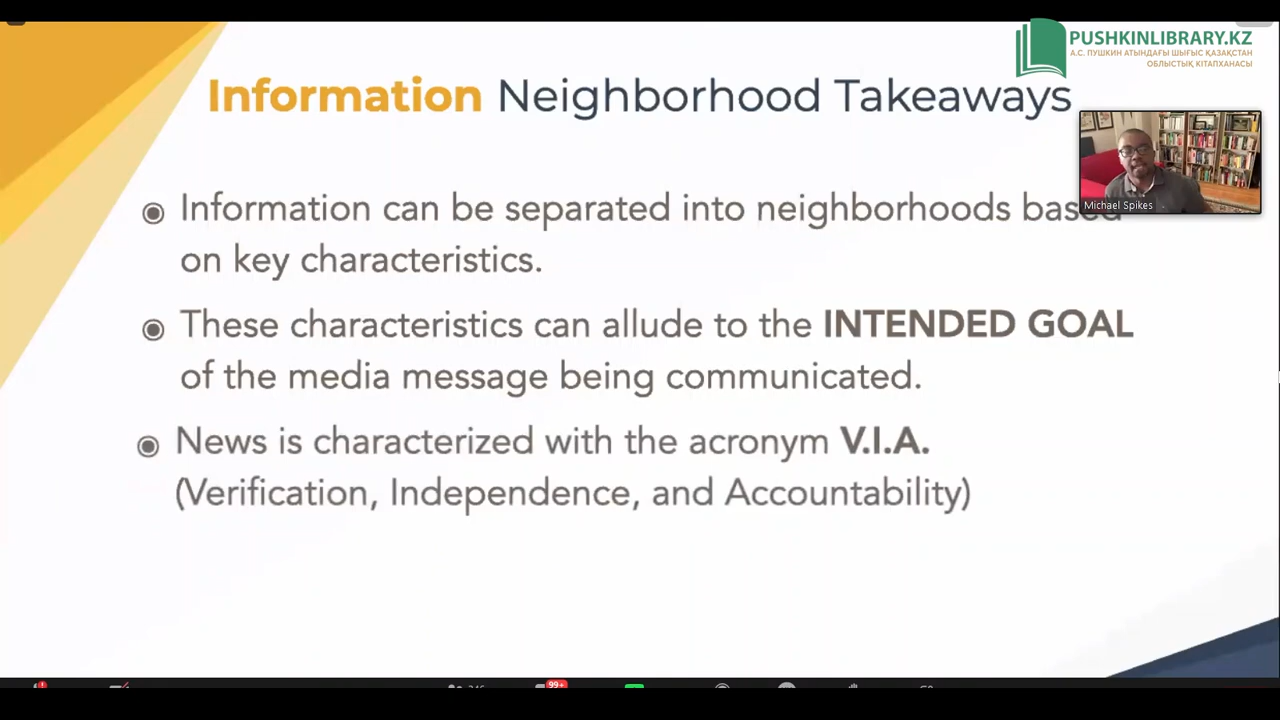 PUSHKINLIBRARY.KZ
А.С. ПУШКИН АТЫНДАҒЫ ШЫҒЫС ҚАЗАҚСТАН
ОБЛЫСТЫҚ КІТАПХАНАСЫ
Information Neighborhood Takeaways
Information can be separated into neighborhoods based
on key characteristics.
These characteristics can allude to the INTENDED GOAL
of the media message being communicated.
News is characterized with the acronym V.I.A.
(Verification, Independence, and Accountability)
Michael Spikes
99+